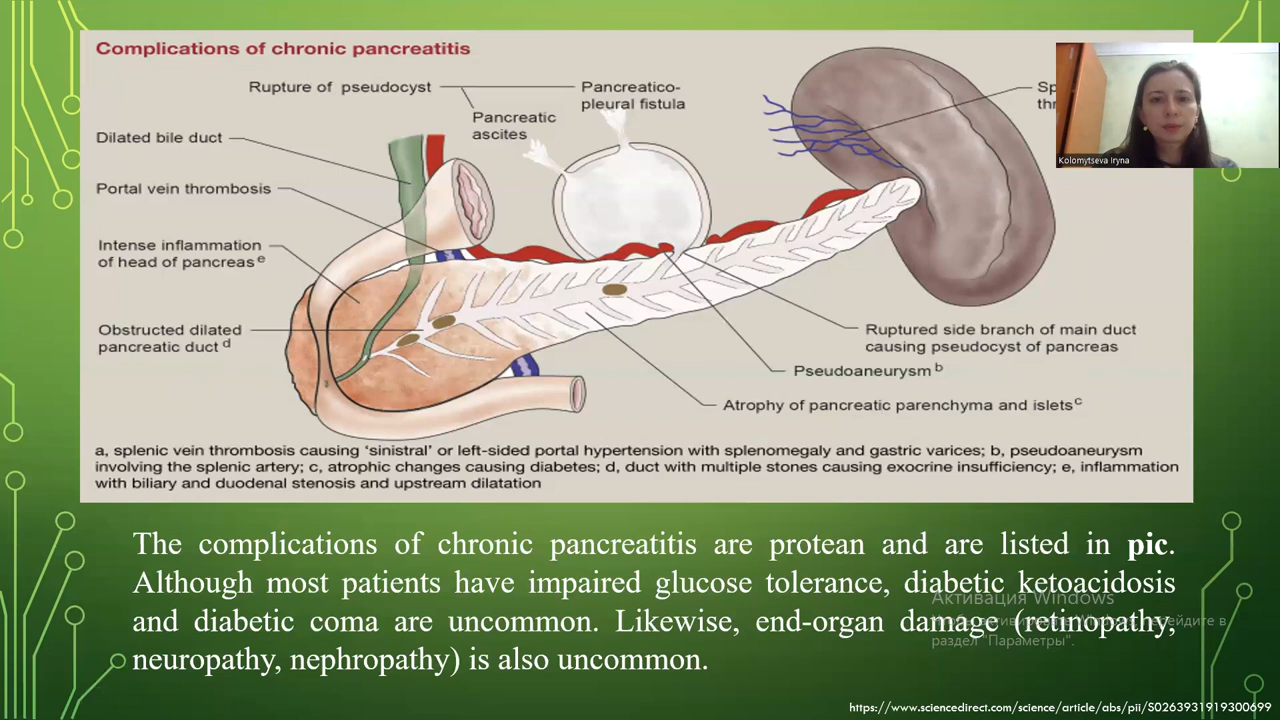 Complications of chronic pancreatitis
Rupture of pseudocyst
Pancreatico-
pleural fistula
Sp
thr
Pancreatic
ascites
Dilated bile duct
Portal vein thrombosis
Intense inflammation
of head of pancreas e
Obstructed dilated
pancreatic duct d
Ruptured side branch of main duct
causing pseudocyst of pancreas
Pseudoaneurysm b
Atrophy of pancreatic parenchyma and islets c
a, splenic vein thrombosis causing ‘sinistral’ or left-sided portal hypertension with splenomegaly and gastric varices; b, pseudoaneurysm
involving the splenic artery; c, atrophic changes causing diabetes; d, duct with multiple stones causing exocrine insufficiency; e, inflammation
with biliary and duodenal stenosis and upstream dilatation
Kolomytseva Iryna
The complications of chronic pancreatitis are protean and are listed in pic.
Although most patients have impaired glucose tolerance, diabetic ketoacidosis
and diabetic coma are uncommon. Likewise, end-organ damage (retinopathy,
neuropathy, nephropathy) is also uncommon.
Активация Windows
раздел "Параметры".
https://www.sciencedirect.com/science/article/abs/pii/S0263931919300699